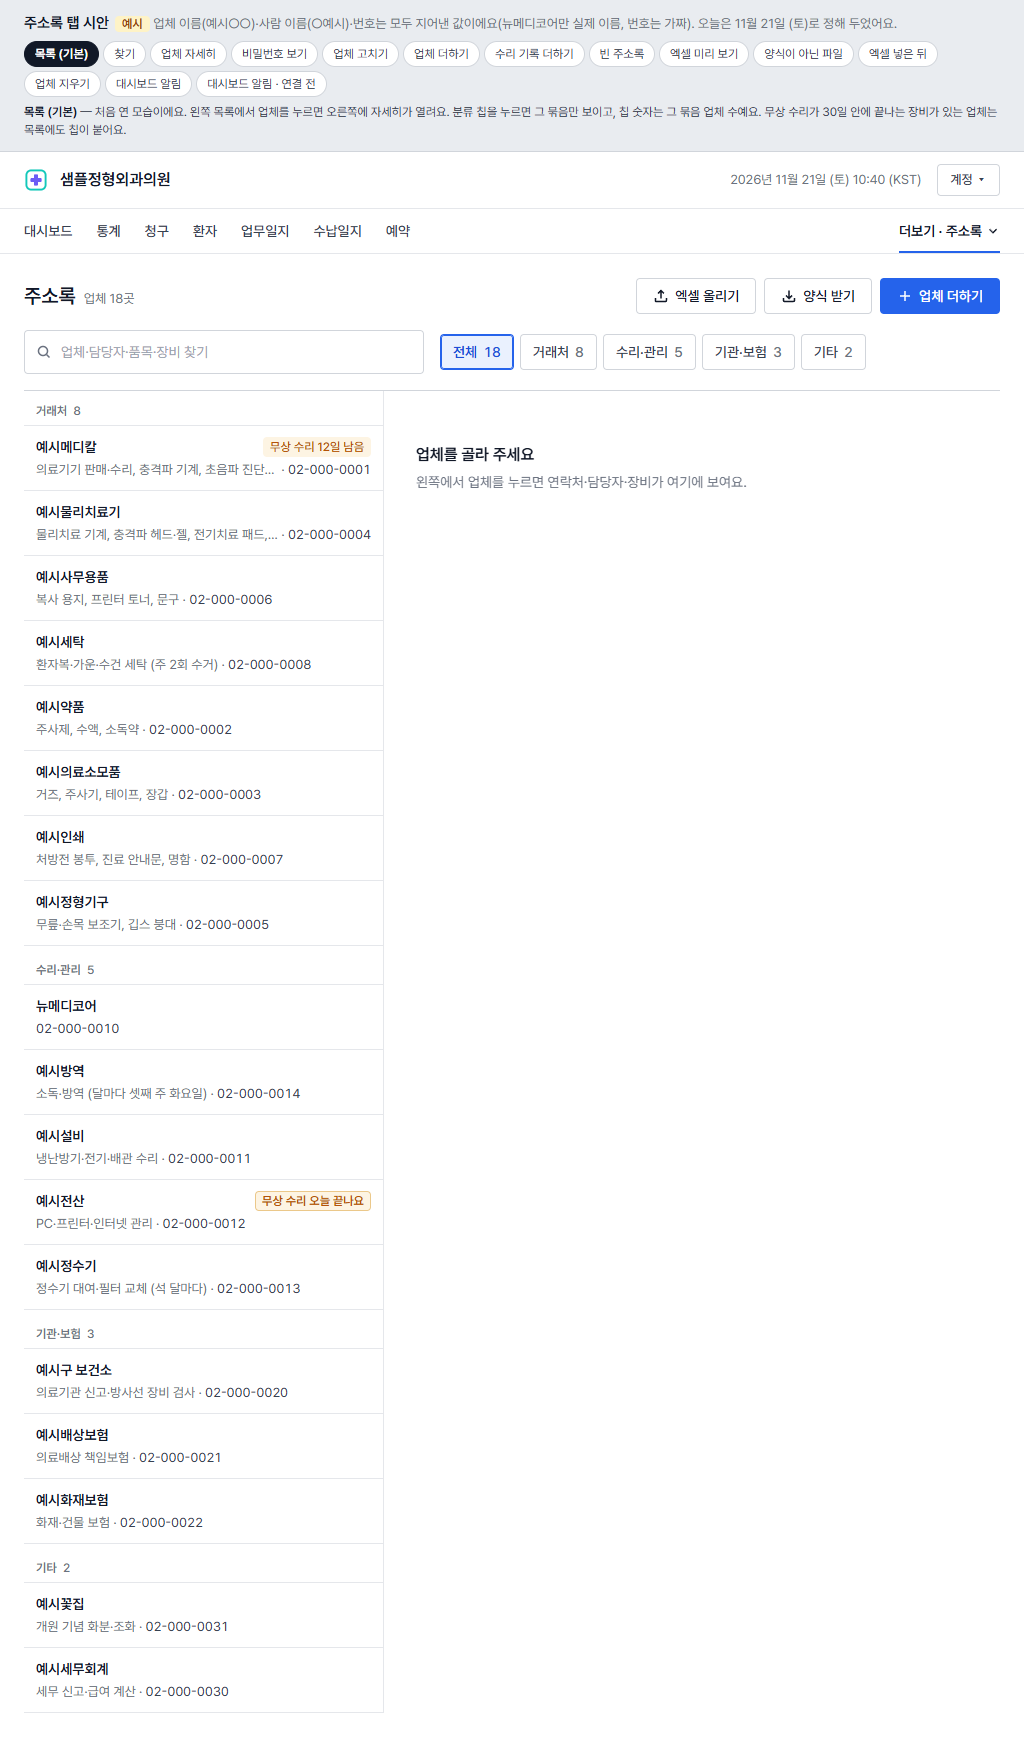 주소록 탭 시안 예시 업체 이름(예시○○)·사람 이름(○예시)·번호는 모두 지어낸 값이에요(뉴메디코어만 실제 이름, 번호는 가짜). 오늘은 11월 21일 (토)로 정해 두었어요.
목록 (기본) 찾기 업체 자세히 비밀번호 보기 업체 고치기 업체 더하기 수리 기록 더하기 빈 주소록 엑셀 미리 보기 양식이 아닌 파일 엑셀 넣은 뒤
업체 지우기 대시보드 알림 대시보드 알림 · 연결 전
목록 (기본) — 처음 연 모습이에요. 왼쪽 목록에서 업체를 누르면 오른쪽에 자세히가 열려요. 분류 칩을 누르면 그 묶음만 보이고, 칩 숫자는 그 묶음 업체 수예요. 무상 수리가 30일 안에 끝나는 장비가 있는 업체는
목록에도 칩이 붙어요.
샘플정형외과의원 2026년 11월 21일 (토) 10:40 (KST) 계정
대시보드 통계 청구 환자 업무일지 수납일지 예약 더보기 · 주소록
주소록 업체 18곳 엑셀 올리기 양식 받기 업체 더하기
업체·담당자·품목·장비 찾기 전체 18 거래처 8 수리·관리 5 기관·보험 3 기타 2
거래처 8
예시메디칼 무상 수리 12일 남음
의료기기 판매·수리, 충격파 기계, 초음파 진단… · 02-000-0001
업체를 골라 주세요
왼쪽에서 업체를 누르면 연락처·담당자·장비가 여기에 보여요.
예시물리치료기
물리치료 기계, 충격파 헤드·젤, 전기치료 패드,… · 02-000-0004
예시사무용품
복사 용지, 프린터 토너, 문구 · 02-000-0006
예시세탁
환자복·가운·수건 세탁 (주 2회 수거) · 02-000-0008
예시약품
주사제, 수액, 소독약 · 02-000-0002
예시의료소모품
거즈, 주사기, 테이프, 장갑 · 02-000-0003
예시인쇄
처방전 봉투, 진료 안내문, 명함 · 02-000-0007
예시정형기구
무릎·손목 보조기, 깁스 붕대 · 02-000-0005
수리·관리 5
뉴메디코어
02-000-0010
예시방역
소독·방역 (달마다 셋째 주 화요일) · 02-000-0014
예시설비
냉난방기·전기·배관 수리 · 02-000-0011
예시전산 무상 수리 오늘 끝나요
PC·프린터·인터넷 관리 · 02-000-0012
예시정수기
정수기 대여·필터 교체 (석 달마다) · 02-000-0013
기관·보험 3
예시구 보건소
의료기관 신고·방사선 장비 검사 · 02-000-0020
예시배상보험
의료배상 책임보험 · 02-000-0021
예시화재보험
화재·건물 보험 · 02-000-0022
기타 2
예시꽃집
개원 기념 화분·조화 · 02-000-0031
예시세무회계
세무 신고·급여 계산 · 02-000-0030